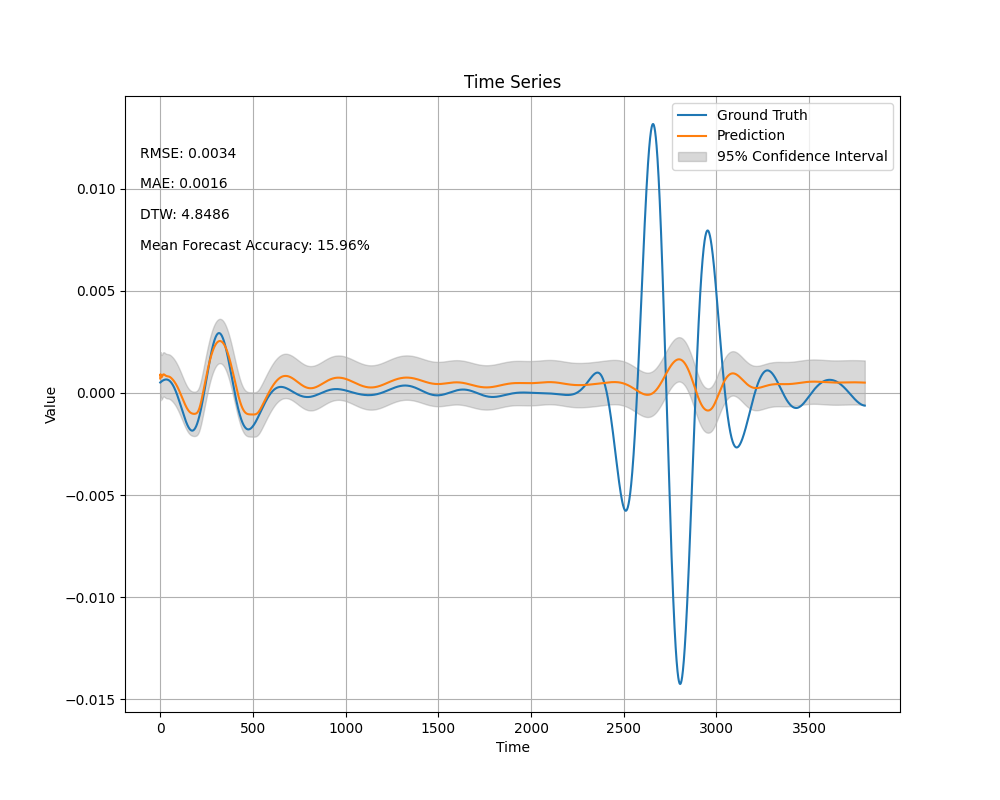 Time Series
Ground Truth
Prediction
95% Confidence Interval
RMSE: 0.0034
MAE: 0.0016
DTW: 4.8486
Mean Forecast Accuracy: 15.96%
Value
0.010
0.005
0.000
−0.005
−0.010
−0.015
0 500 1000 1500 2000 2500 3000 3500
Time